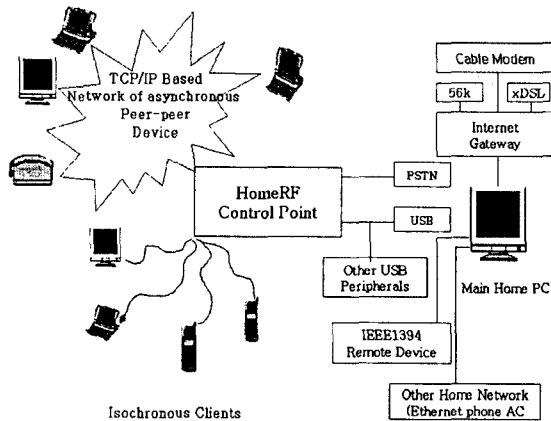 Cable Modem
56k
xDSL
TCP/IP Based
Network of asynchronous
Peer-peer
Device
Internet
Gateway
HomeRF
Control Point
PSTN
USB
Other USB
Peripherals
Main Home PC
IEEE1394
Remote Device
Other Home Network
(Ethernet phone AC
Isochronous Clients